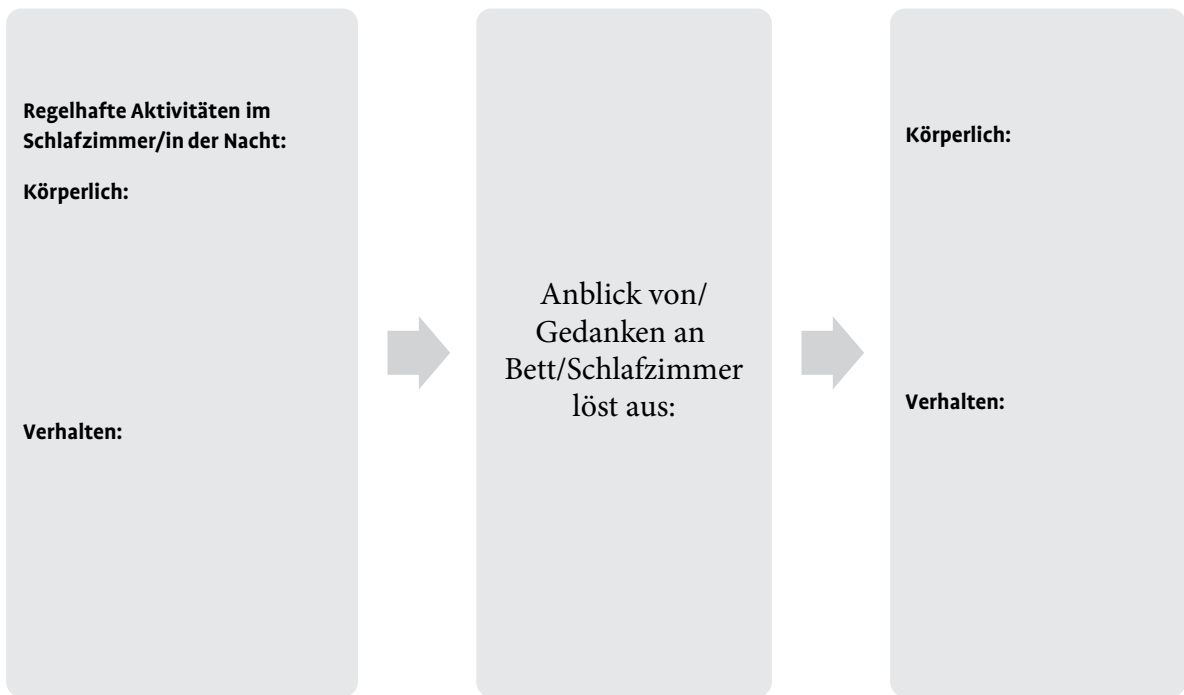 Regelhafte Aktivitäten im
Schlafzimmer/in der Nacht:
Körperlich:
Verhalten:
Anblick von/
Gedanken an
Bett/Schlafzimmer
löst aus:
Körperlich:
Verhalten: